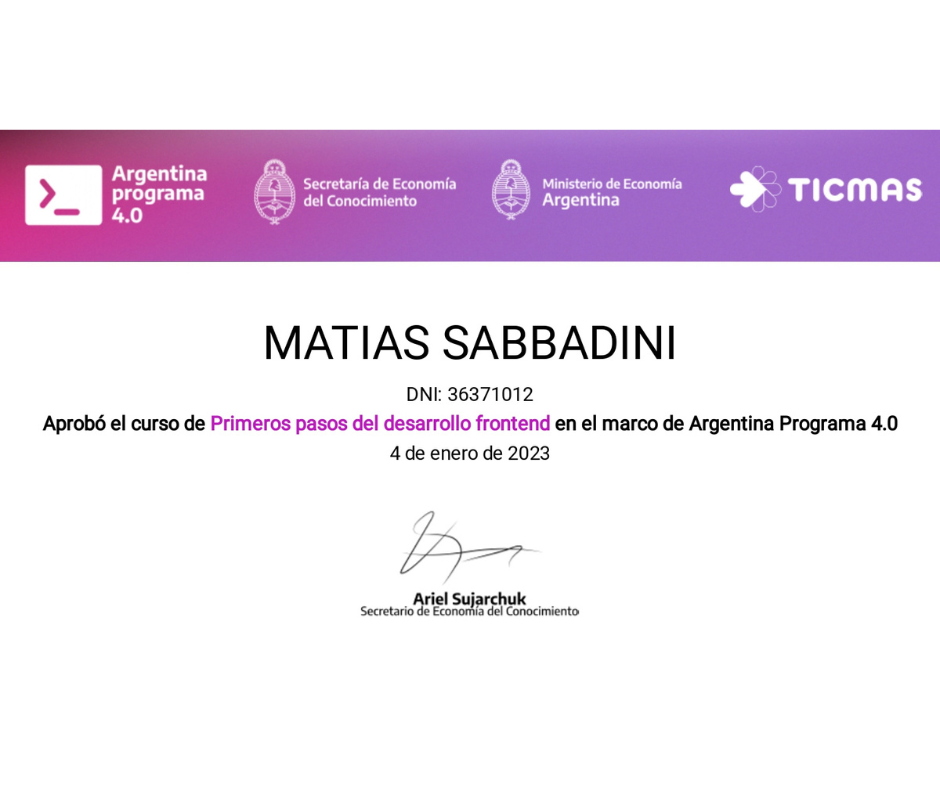 Argentina
programa
4.0
Secretaría de Economía
del Conocimiento
Ministerio de Economía
Argentina
TICMAS
MATIAS SABBADINI
DNI: 36371012
Aprobó el curso de Primeros pasos del desarrollo frontend en el marco de Argentina Programa 4.0
4 de enero de 2023
Ariel Sujarchuk
Secretario de Economía del Conocimiento